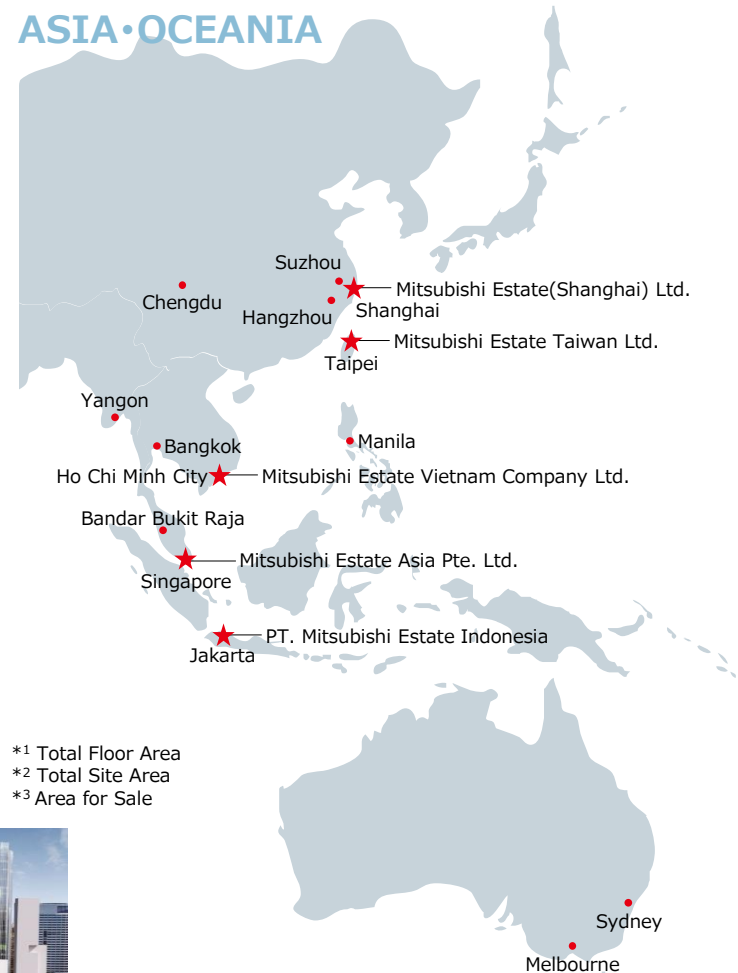 ASIA•OCEANIA
Suzhou
Mitsubishi Estate(Shanghai) Ltd.
Chengdu
Hangzhou
Shanghai
Mitsubishi Estate Taiwan Ltd.
Taipei
Yangon
Bangkok
Manila
Ho Chi Minh City
Mitsubishi Estate Vietnam Company Ltd.
Bandar Bukit Raja
Mitsubishi Estate Asia Pte. Ltd.
Singapore
PT. Mitsubishi Estate Indonesia
Jakarta
*1 Total Floor Area
*2 Total Site Area
*3 Area for Sale
Sydney
Melbourne